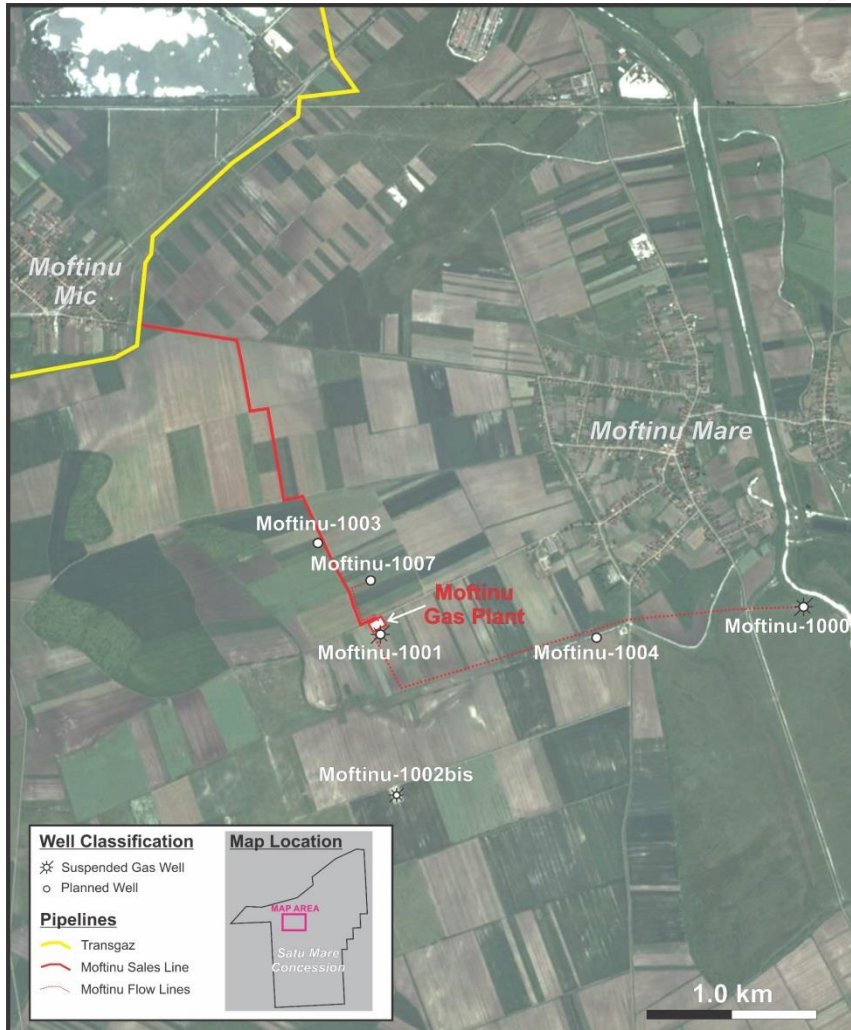 Moftinu
Mic
Moftinu Mare
Moftinu-1003
Moftinu-1007
Moftinu
Gas Plant
Moftinu-1001
Moftinu-1004
Moftinu-1000
Moftinu-1002bis
Well Classification
Suspended Gas Well
Planned Well
Pipelines
Transgaz
Moftinu Sales Line
Moftinu Flow Lines
Map Location
MAP AREA
Satu Mare
Concession
1.0 km